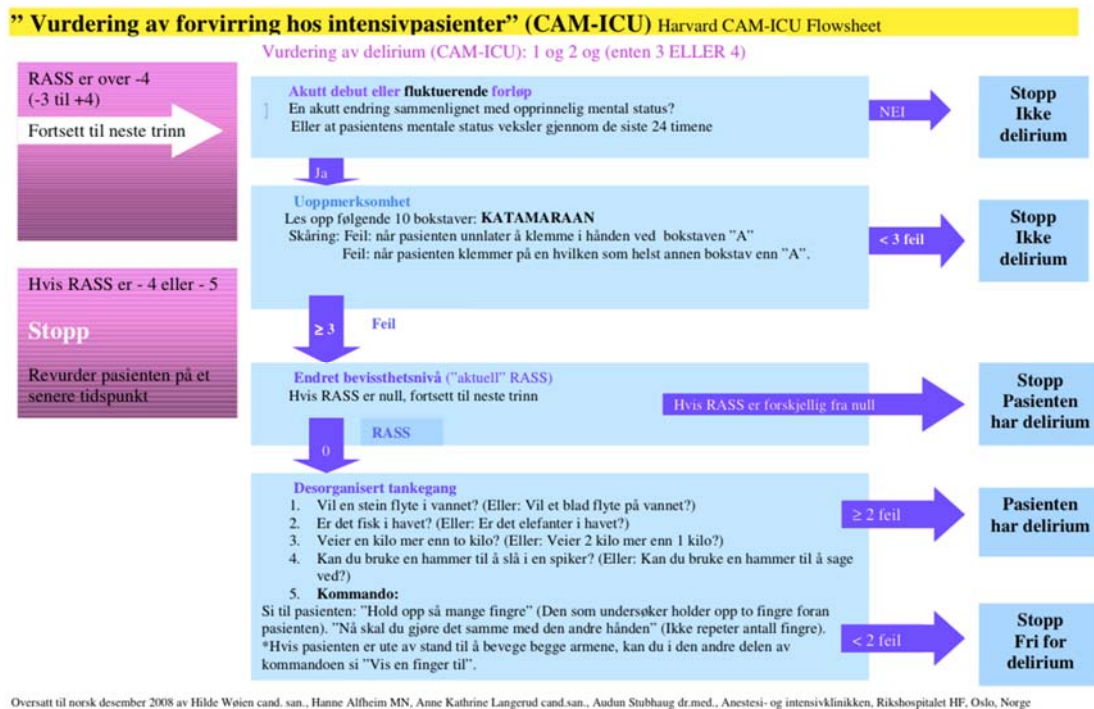 ” Vurdering av forvirring hos intensivpasienter” (CAM-ICU) Harvard CAM-ICU Flowsheet
Vurdering av delirium (CAM-ICU): 1 og 2 og (enten 3 ELLER 4)
RASS er over -4
(-3 til +4)
Fortsett til neste trinn
Hvis RASS er - 4 eller - 5
Stopp
Revurder pasienten på et
senere tidspunkt
Akutt debut eller fluktuerende forløp
En akutt endring sammenlignet med opprinnelig mental status?
Eller at pasientens mentale status veksler gjennom de siste 24 timene
NEI
Stopp
Ikke
delirium
Ja
Uoppmerksomhet
Les opp følgende 10 bokstaver: KATAMARAAN
Skåring: Feil: når pasienten unnlater å klemme i hånden ved bokstaven ”A”
Feil: når pasienten klemmer på en hvilken som helst annen bokstav enn ”A”.
< 3 feil
Stopp
Ikke
delirium
≥ 3
Feil
Endret bevissthetsnivå (”aktuell” RASS)
Hvis RASS er null, fortsett til neste trinn
Hvis RASS er forskjellig fra null
Stopp
Pasienten
har delirium
0
RASS
Desorganisert tankegang
1. Vil en stein flyte i vannet? (Eller: Vil et blad flyte på vannet?)
2. Er det fisk i havet? (Eller: Er det elefanter i havet?)
3. Veier en kilo mer enn to kilo? (Eller: Veier 2 kilo mer enn 1 kilo?)
4. Kan du bruke en hammer til å slå i en spiker? (Eller: Kan du bruke en hammer til å sage
ved?)
5. Kommando:
Si til pasienten: ”Hold opp så mange fingre” (Den som undersøker holder opp to fingre foran
pasienten). ”Nå skal du gjøre det samme med den andre hånden” (Ikke repeter antall fingre).
*Hvis pasienten er ute av stand til å bevege begge armene, kan du i den andre delen av
kommandoen si ”Vis en finger til”.
≥ 2 feil
Pasienten
har delirium
< 2 feil
Stopp
Fri for
delirium
Oversatt til norsk desember 2008 av Hilde Wøien cand. san., Hanne Alfheim MN, Anne Kathrine Langerud cand.san., Audun Stubhaug dr.med., Anestesi- og intensivklinikken, Rikshospitalet HF, Oslo, Norge